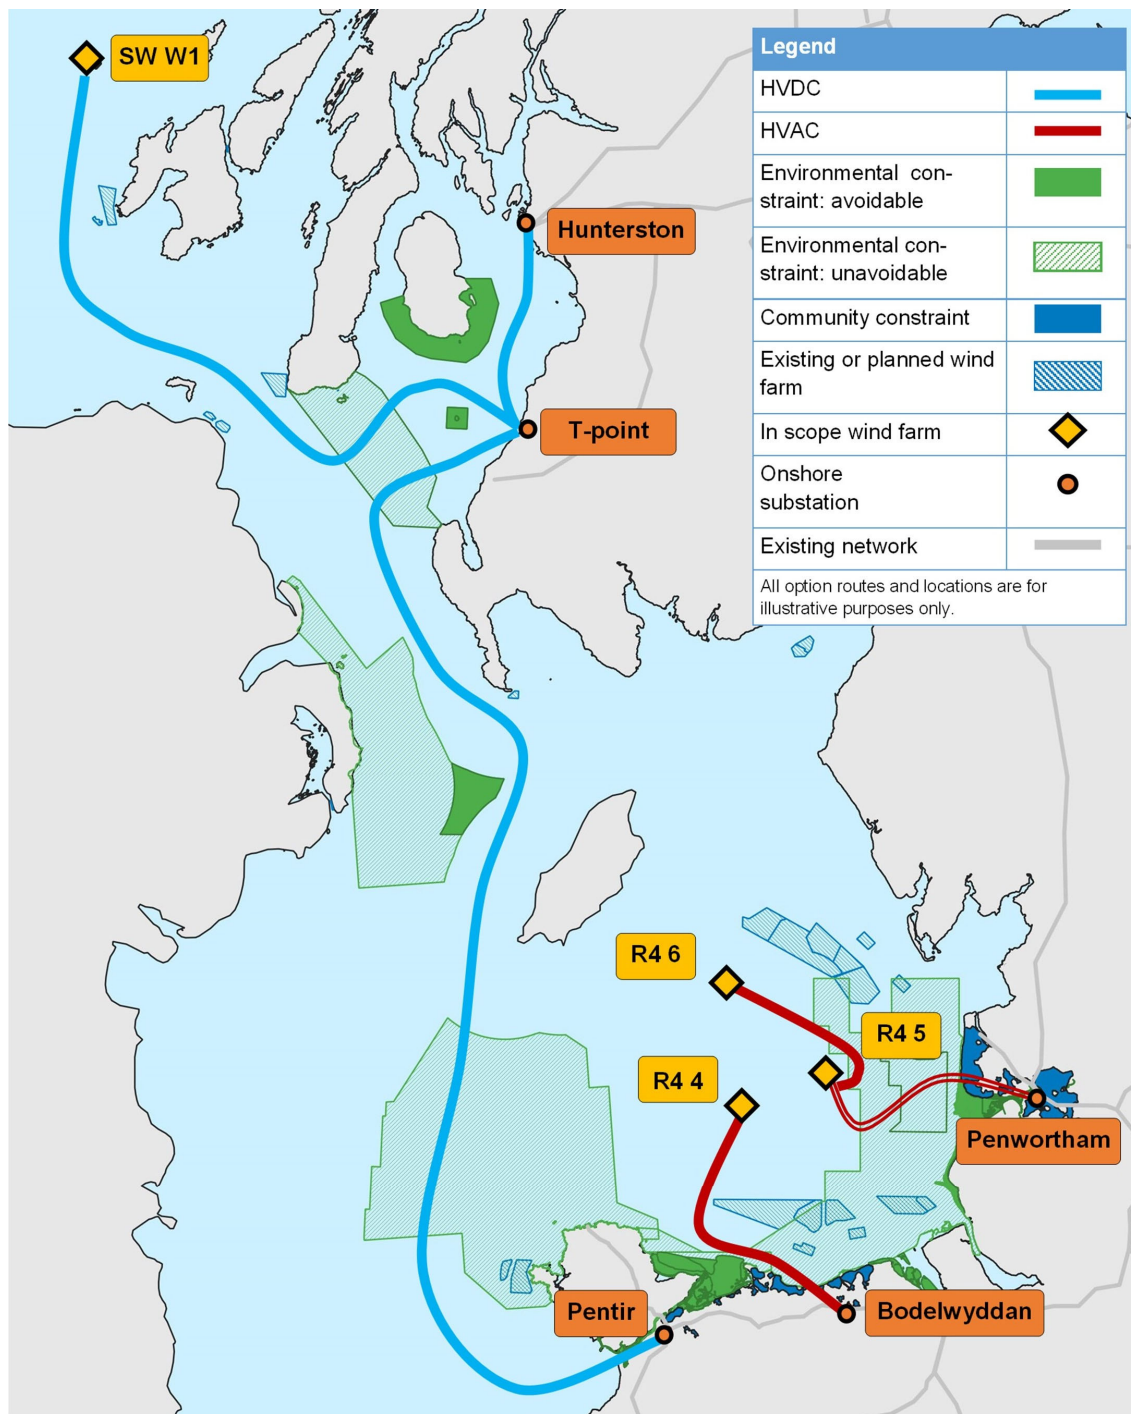 SW W1
Legend
HVDC
HVAC
Environmental con-
straint: avoidable
Environmental con-
straint: unavoidable
Community constraint
Existing or planned wind
farm
In scope wind farm
Onshore
substation
Existing network
All option routes and locations are for
illustrative purposes only.
Hunterston
T-point
R4 6
R4 5
R4 4
Penwortham
Pentir
Bodelwyddan